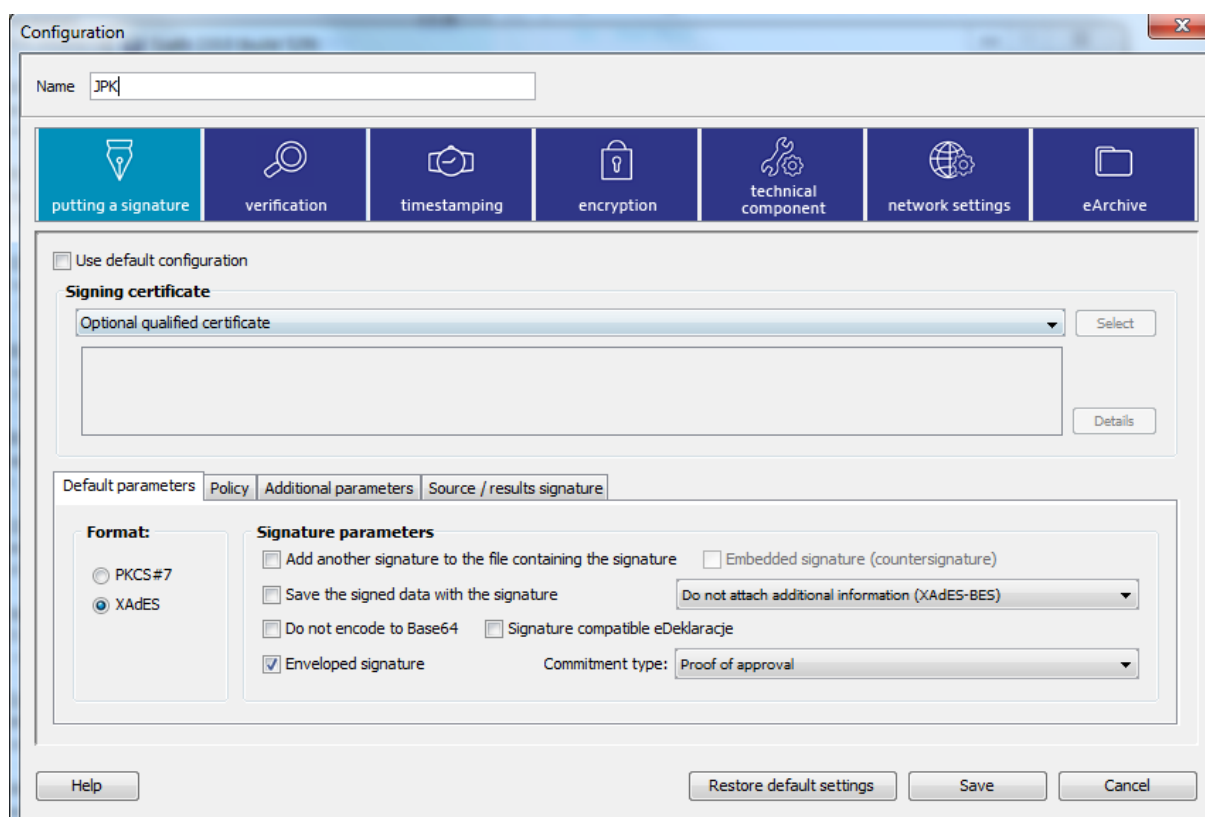 Configuration
Name JPK
putting a signature
verification
timestamping
encryption
technical
component
network settings
eArchive
Use default configuration
Signing certificate
Optional qualified certificate
Select
Details
Default parameters Policy Additional parameters Source / results signature
Format:
PKCS#7
XAdES
Signature parameters
Add another signature to the file containing the signature Embedded signature (countersignature)
Save the signed data with the signature Do not attach additional information (XAdES-BES)
Do not encode to Base64 Signature compatible eDeklaracje
Enveloped signature Commitment type: Proof of approval
Help Restore default settings Save Cancel